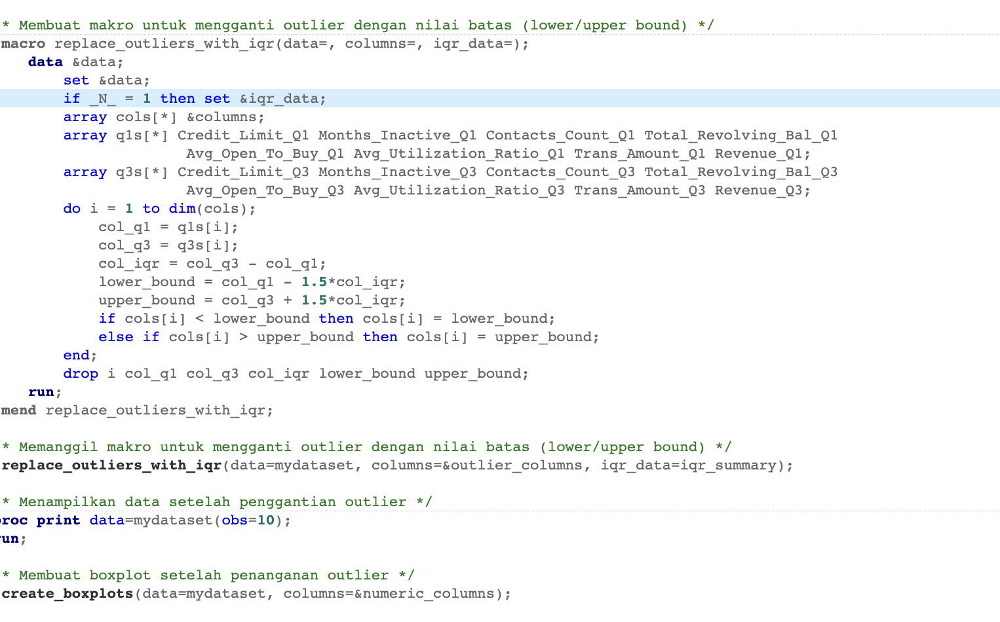 * Membuat makro untuk mengganti outlier dengan nilai batas (lower/upper bound) */
macro replace_outliers_with_iqr(data=, columns=, iqr_data=);
data &data;
set &data;
if _N_ = 1 then set &iqr_data;
array cols[*] &columns;
array q1s[*] Credit_Limit_Q1 Months_Inactive_Q1 Contacts_Count_Q1 Total_Revolving_Bal_Q1
Avg_Open_To_Buy_Q1 Avg_Utilization_Ratio_Q1 Trans_Amount_Q1 Revenue_Q1;
array q3s[*] Credit_Limit_Q3 Months_Inactive_Q3 Contacts_Count_Q3 Total_Revolving_Bal_Q3
Avg_Open_To_Buy_Q3 Avg_Utilization_Ratio_Q3 Trans_Amount_Q3 Revenue_Q3;
do i = 1 to dim(cols);
col_q1 = q1s[i];
col_q3 = q3s[i];
col_iqr = col_q3 - col_q1;
lower_bound = col_q1 - 1.5*col_iqr;
upper_bound = col_q3 + 1.5*col_iqr;
if cols[i] < lower_bound then cols[i] = lower_bound;
else if cols[i] > upper_bound then cols[i] = upper_bound;
end;
drop i col_q1 col_q3 col_iqr lower_bound upper_bound;
run;
mend replace_outliers_with_iqr;
* Memanggil makro untuk mengganti outlier dengan nilai batas (lower/upper bound) */
replace_outliers_with_iqr(data=mydataset, columns=&outlier_columns, iqr_data=iqr_summary);
* Menampilkan data setelah penggantian outlier */
proc print data=mydataset(obs=10);
run;
* Membuat boxplot setelah penanganan outlier */
create_boxplots(data=mydataset, columns=&numeric_columns);